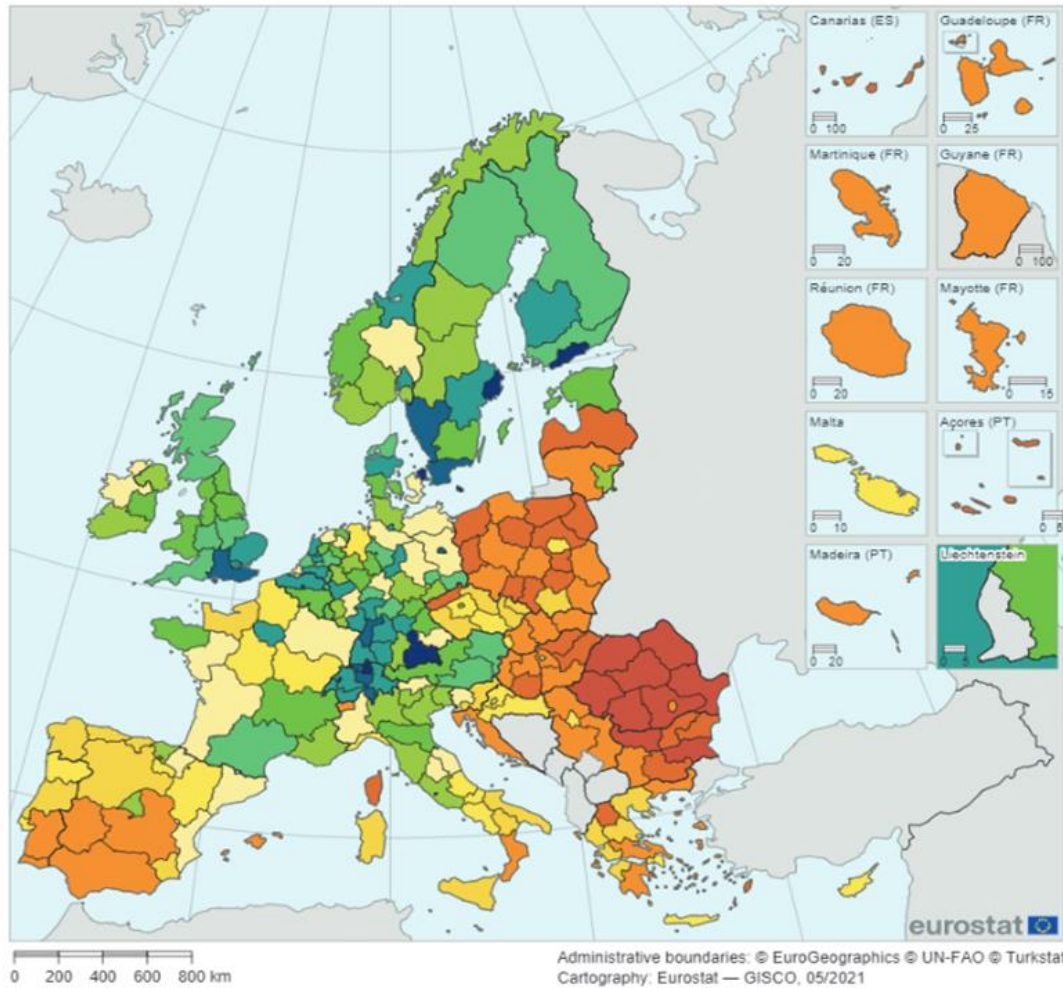 Canarias (ES)
0 100
Guadeloupe (FR)
0 25
Martinique (FR)
0 20
Guyane (FR)
0 100
Réunion (FR)
0 20
Mayotte (FR)
0 15
Malta
0 10
Açores (PT)
0 5
Madeira (PT)
0 20
Liechtenstein
0 5
eurostat
0 200 400 600 800 km
Administrative boundaries: © EuroGeographics © UN-FAO © Turkstat
Cartography: Eurostat — GISCO, 05/2021